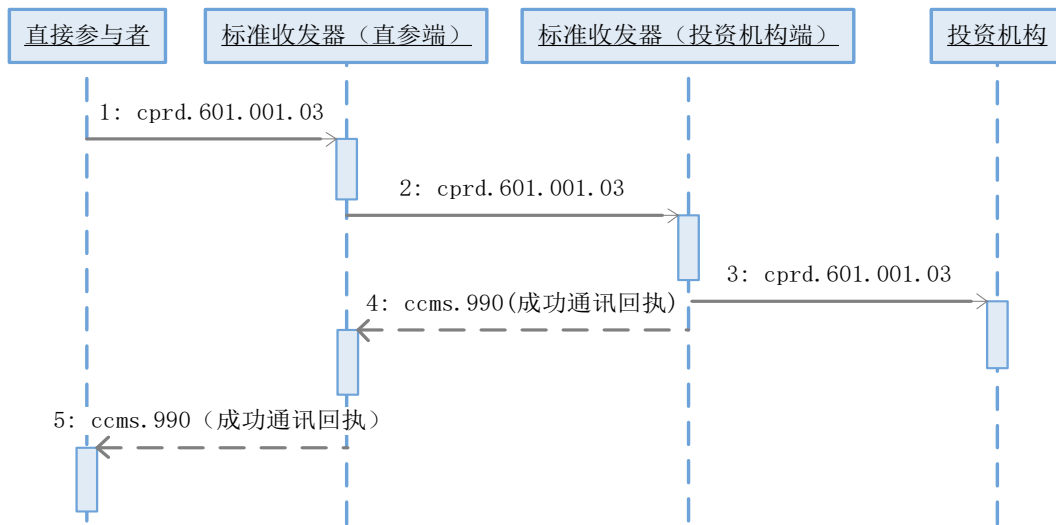 直接参与者
标准收发器（直参端）
标准收发器（投资机构端）
投资机构
1: cprd.601.001.03
2: cprd.601.001.03
3: cprd.601.001.03
4: ccms.990(成功通讯回执)
5: ccms.990（成功通讯回执）